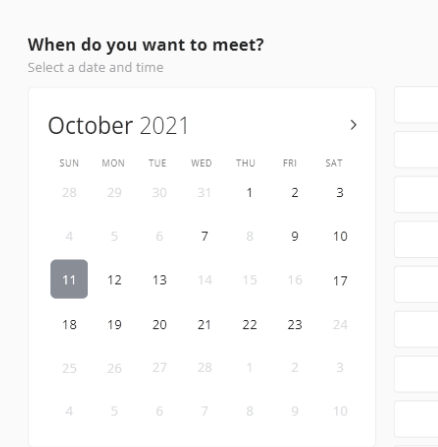 When do you want to meet?
Select a date and time
October 2021
SUN MON TUE WED THU FRI SAT
28 29 30 31 1 2 3
4 5 6 7 8 9 10
11 12 13 14 15 16 17
18 19 20 21 22 23 24
25 26 27 28 1 2 3
4 5 6 7 8 9 10